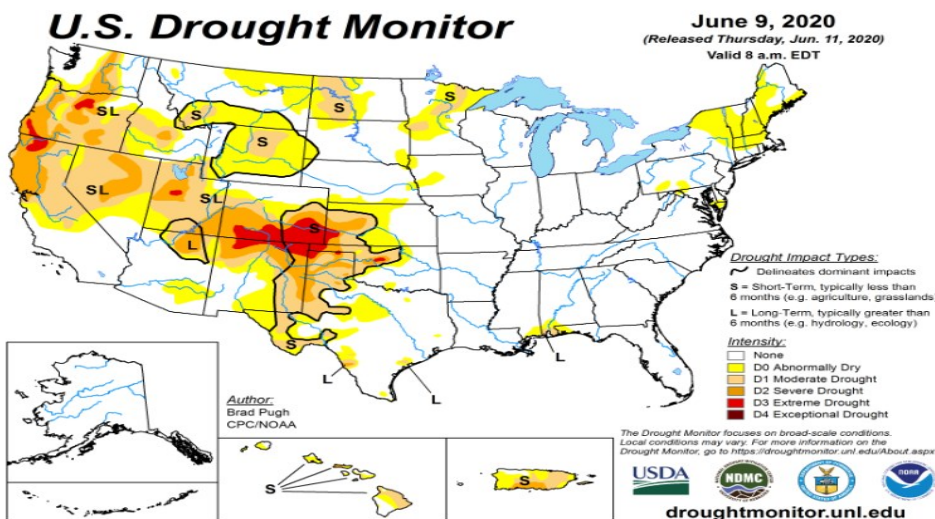 U.S. Drought Monitor
June 9, 2020
(Released Thursday, Jun. 11, 2020)
Valid 8 a.m. EDT
S
SL
S
S
S
SL
SL
S
L
S
L
L
L
Drought Impact Types:
Delineates dominant impacts
S = Short-Term, typically less than
6 months (e.g. agriculture, grasslands
L = Long-Term, typically greater than
6 months (e.g. hydrology, ecology)
Intensity:
None
D0 Abnormally Dry
D1 Moderate Drought
D2 Severe Drought
D3 Extreme Drought
D4 Exceptional Drought
Author:
Brad Pugh
CPC/NOAA
S
S
The Drought Monitor focuses on broad-scale conditions.
Local conditions may vary. For more information on the
Drought Monitor, go to https://droughtmonitor.unl.edu/About.aspx
USDA
NDMC
NOAA
droughtmonitor.unl.edu